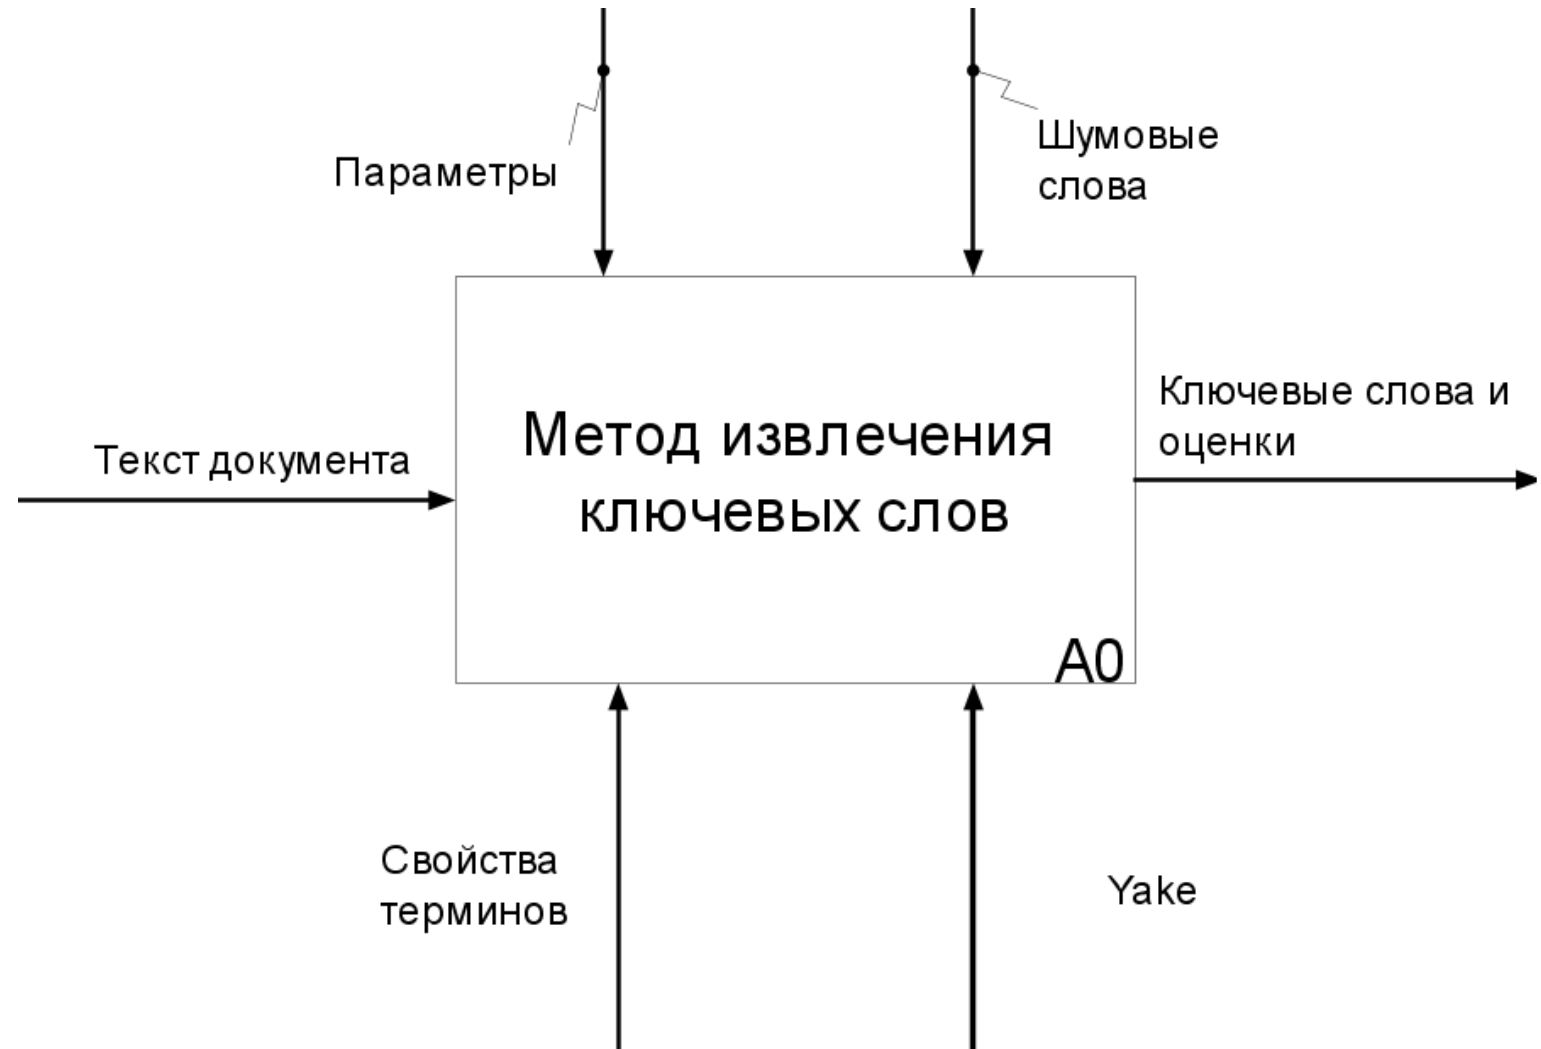 Параметры
Шумовые
слова
Текст документа
Метод извлечения
ключевых слов
Ключевые слова и
оценки
A0
Свойства
терминов
Yake